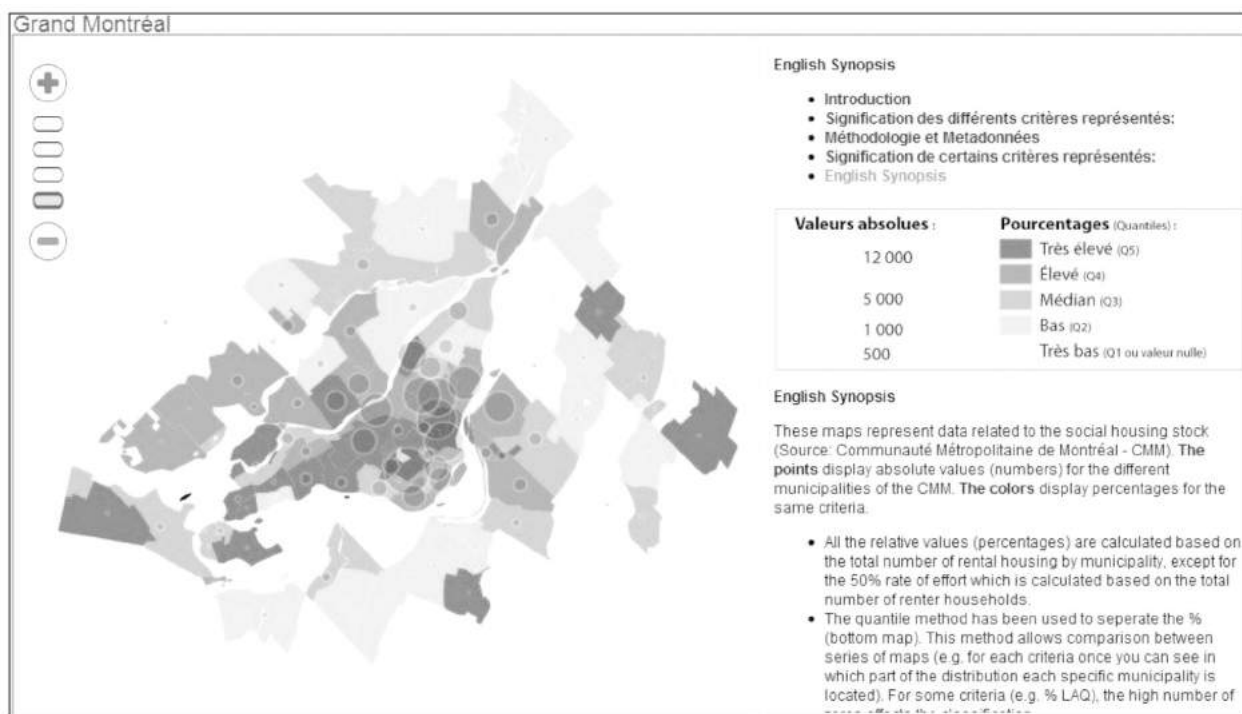 Grand Montréal
English Synopsis
• Introduction
• Signification des différents critères représentés:
• Méthodologie et Metadonnées
• Signification de certains critères représentés:
• English Synopsis
Valeurs absolues :
12 000
5 000
1 000
500
Pourcentages (Quantiles) :
Très élevé (Q5)
Élevé (Q4)
Médian (Q3)
Bas (Q2)
Très bas (Q1 ou valeur nulle)
English Synopsis
These maps represent data related to the social housing stock
(Source: Communauté Métropolitaine de Montréal - CMM). The
points display absolute values (numbers) for the different
municipalities of the CMM. The colors display percentages for the
same criteria.
• All the relative values (percentages) are calculated based on
the total number of rental housing by municipality, except for
the 50% rate of effort which is calculated based on the total
number of renter households.
• The quantile method has been used to seperate the %
(bottom map). This method allows comparison between
series of maps (e.g. for each criteria once you can see in
which part of the distribution each specific municipality is
located). For some criteria (e.g. % LAQ), the high number of